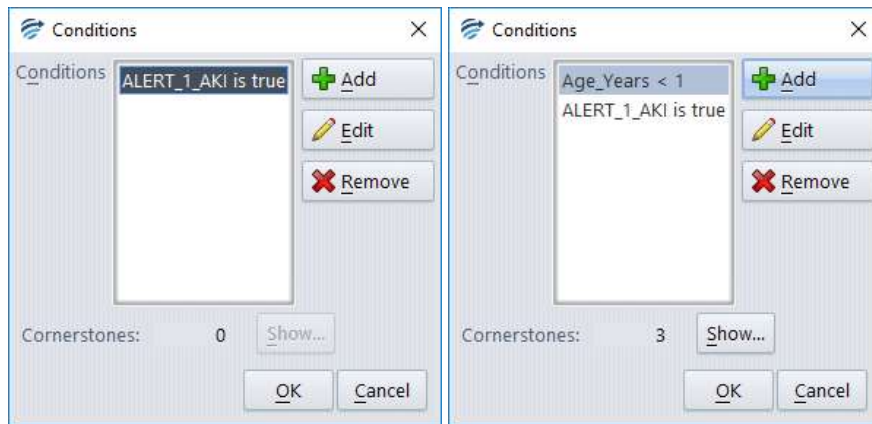 Conditions
Conditions
ALERT_1_AKI is true
Add
Edit
Remove
Cornerstones: 0 Show...
OK Cancel
Conditions
Conditions
Age_Years < 1
ALERT_1_AKI is true
Add
Edit
Remove
Cornerstones: 3 Show...
OK Cancel